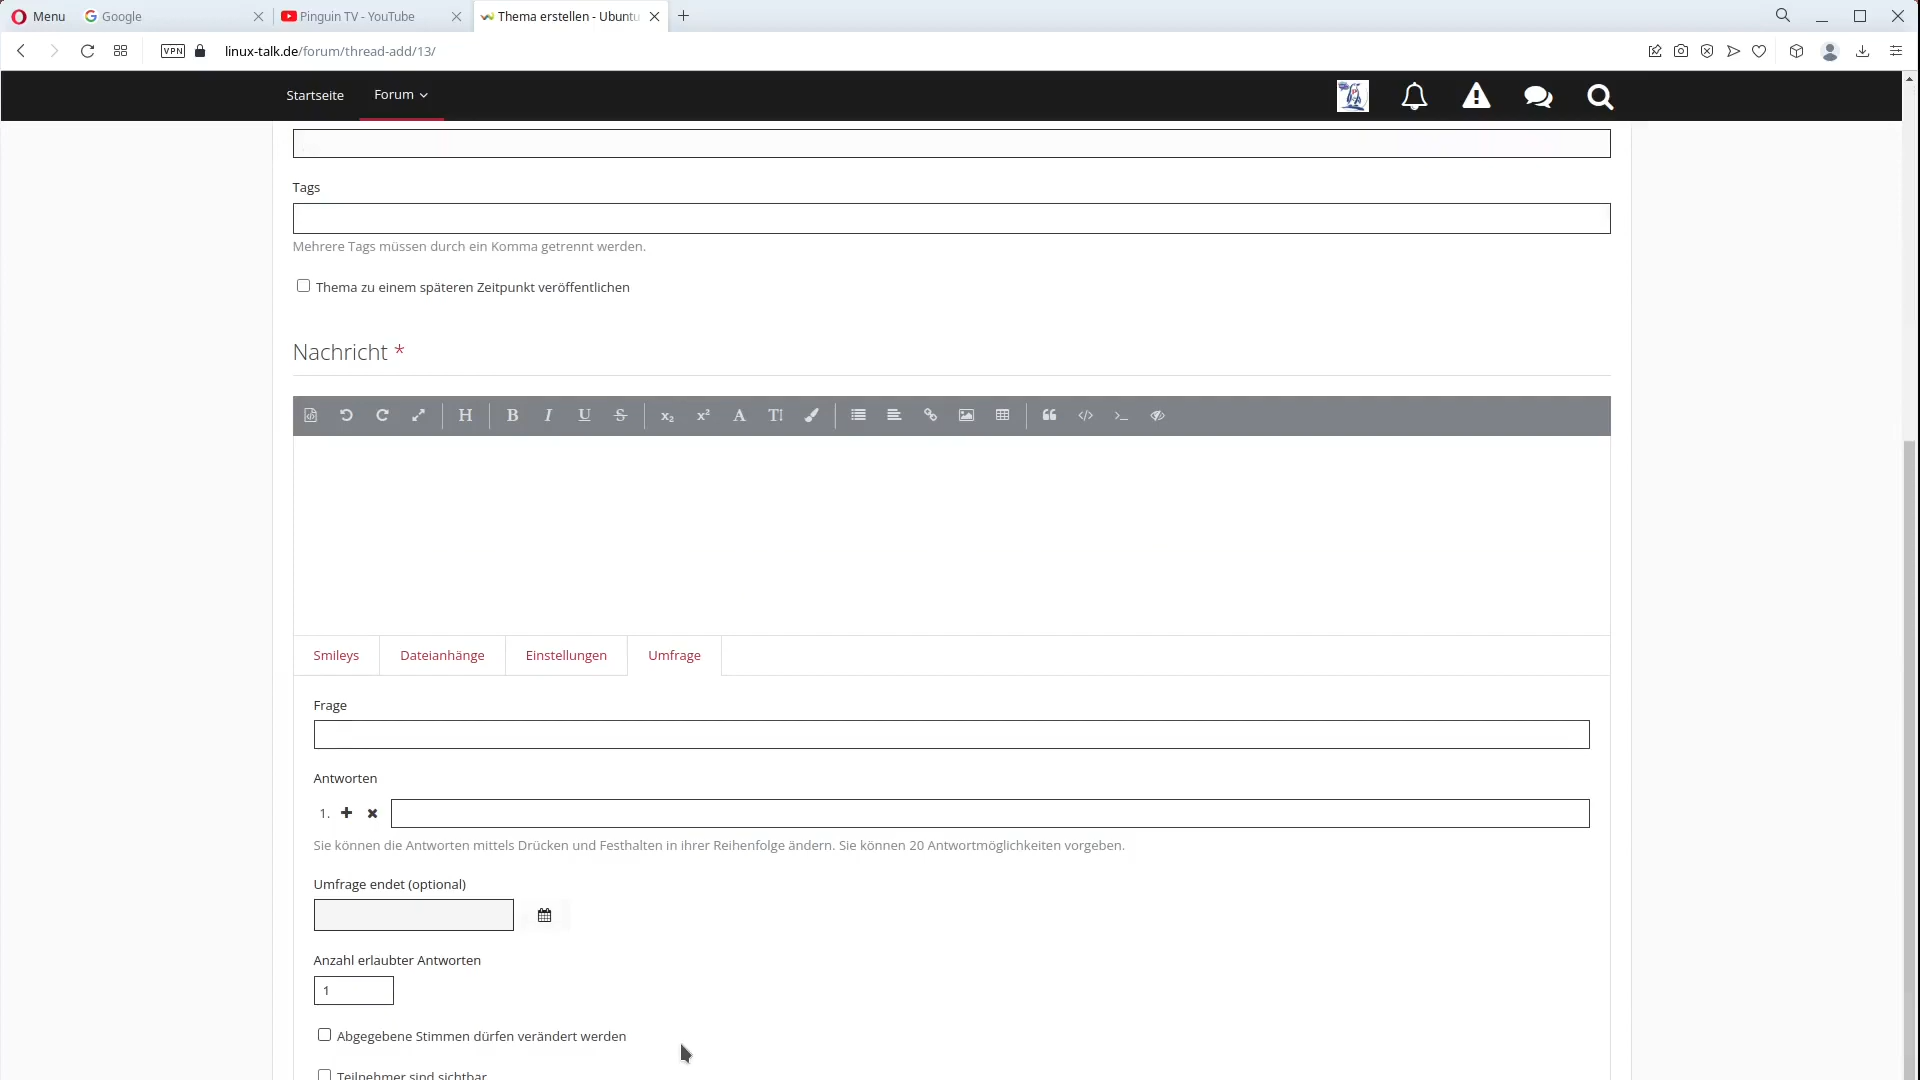 Menu
Google
Pinguin TV - YouTube
Thema erstellen - Ubuntu
VPN
linux-talk.de/forum/thread-add/13/
Startseite
Forum
Tags
Mehrere Tags müssen durch ein Komma getrennt werden.
Thema zu einem späteren Zeitpunkt veröffentlichen
Nachricht *
Smileys
Dateianhänge
Einstellungen
Umfrage
Frage
Antworten
1.
Sie können die Antworten mittels Drücken und Festhalten in ihrer Reihenfolge ändern. Sie können 20 Antwortmöglichkeiten vorgeben.
Umfrage endet (optional)
Anzahl erlaubter Antworten
1
Abgegebene Stimmen dürfen verändert werden
Teilnehmer sind sichtbar